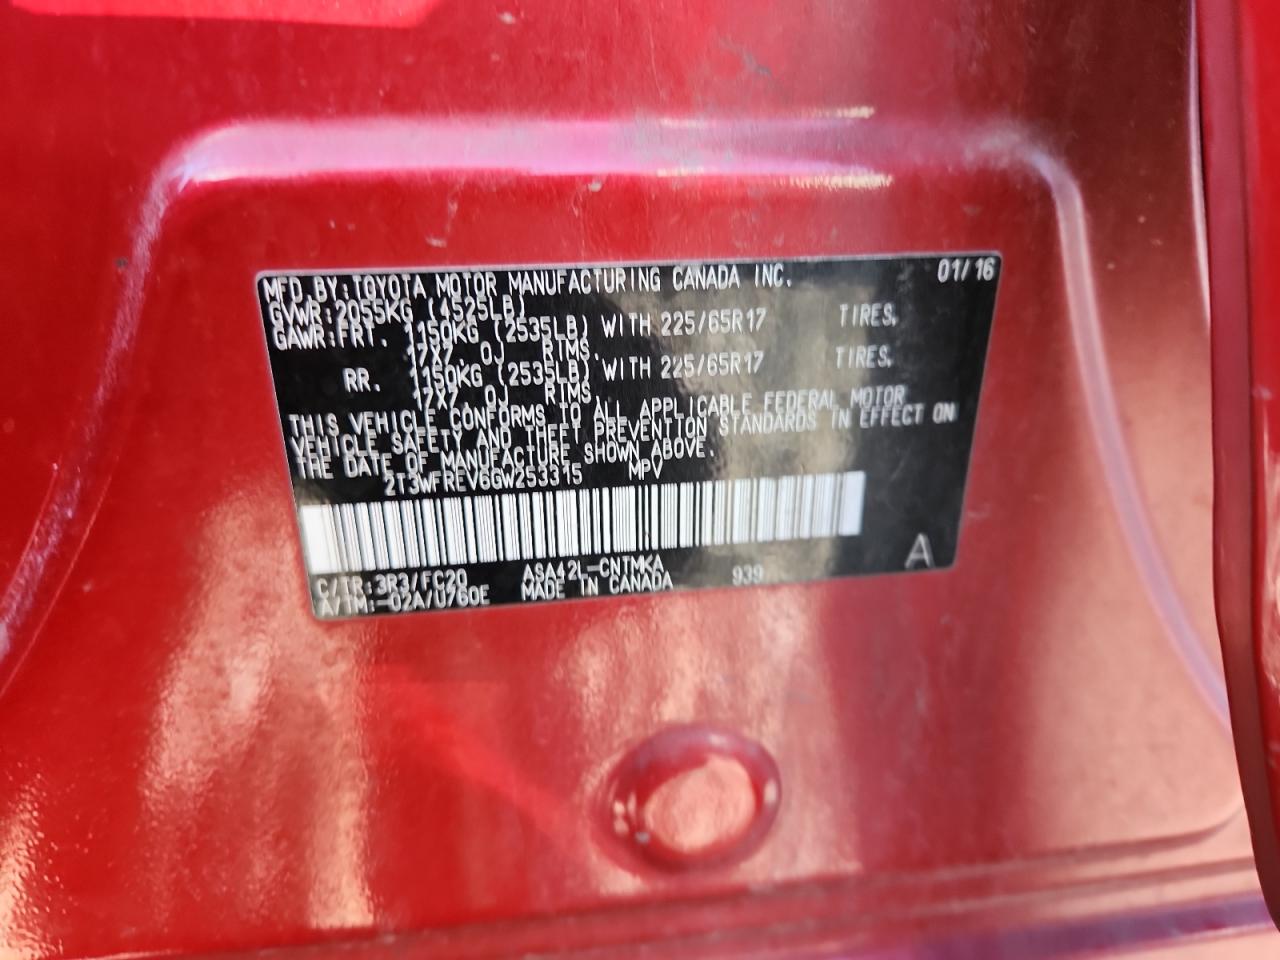 MFD.BY:TOYOTA MOTOR MANUFACTURING CANADA INC. 01/16
GVWR:2055KG (4525LB)
GAWR:FRT. 1150KG (2535LB) WITH 225/65R17 TIRES,
17X7 0J RIMS.
RR. 1150KG (2535LB) WITH 225/65R17 TIRES,
17X7 0J RIMS
THIS VEHICLE CONFORMS TO ALL APPLICABLE FEDERAL MOTOR
VEHICLE SAFETY AND THEFT PREVENTION STANDARDS IN EFFECT ON
THE DATE OF MANUFACTURE SHOWN ABOVE.
2T3WFREV6GW253315 MPV
C/TR:3R3/FC20 ASA42L-CNTMKA 939 A
A/TM:-02A/U760E MADE IN CANADA